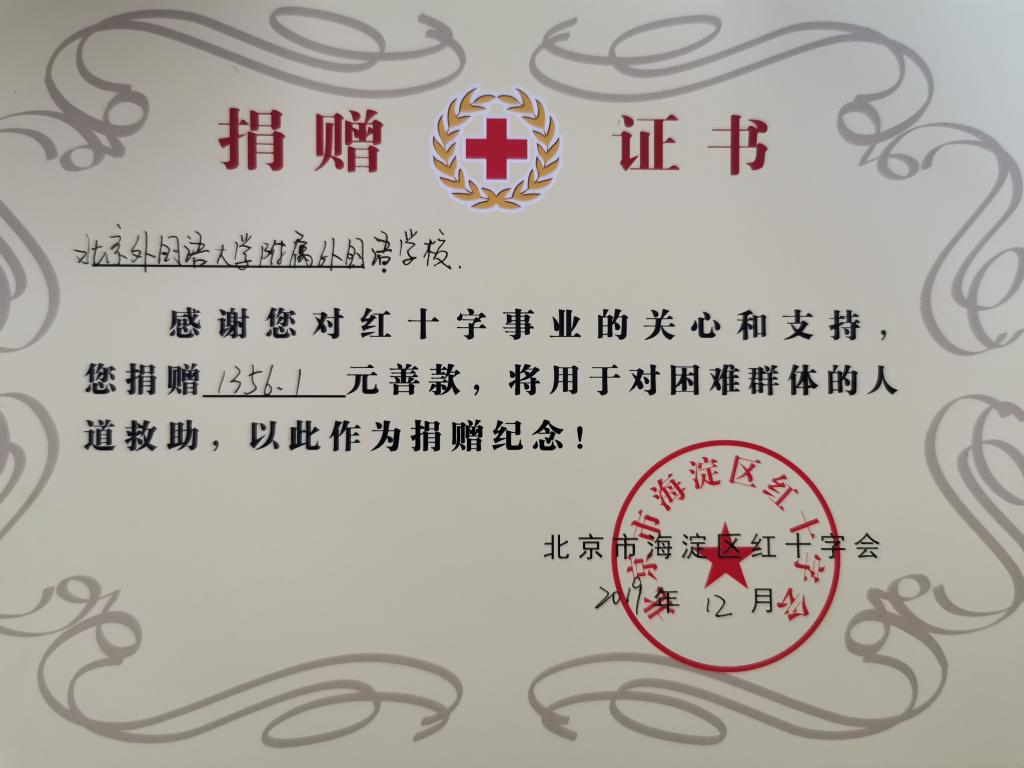 捐赠 证书
北京外国语大学附属外国语学校.
感谢您对红十字事业的关心和支持，
您捐赠1356.1元善款，将用于对困难群体的人
道救助，以此作为捐赠纪念！
北京市海淀区红十字会
北京市海淀区红十字会
2019年12月